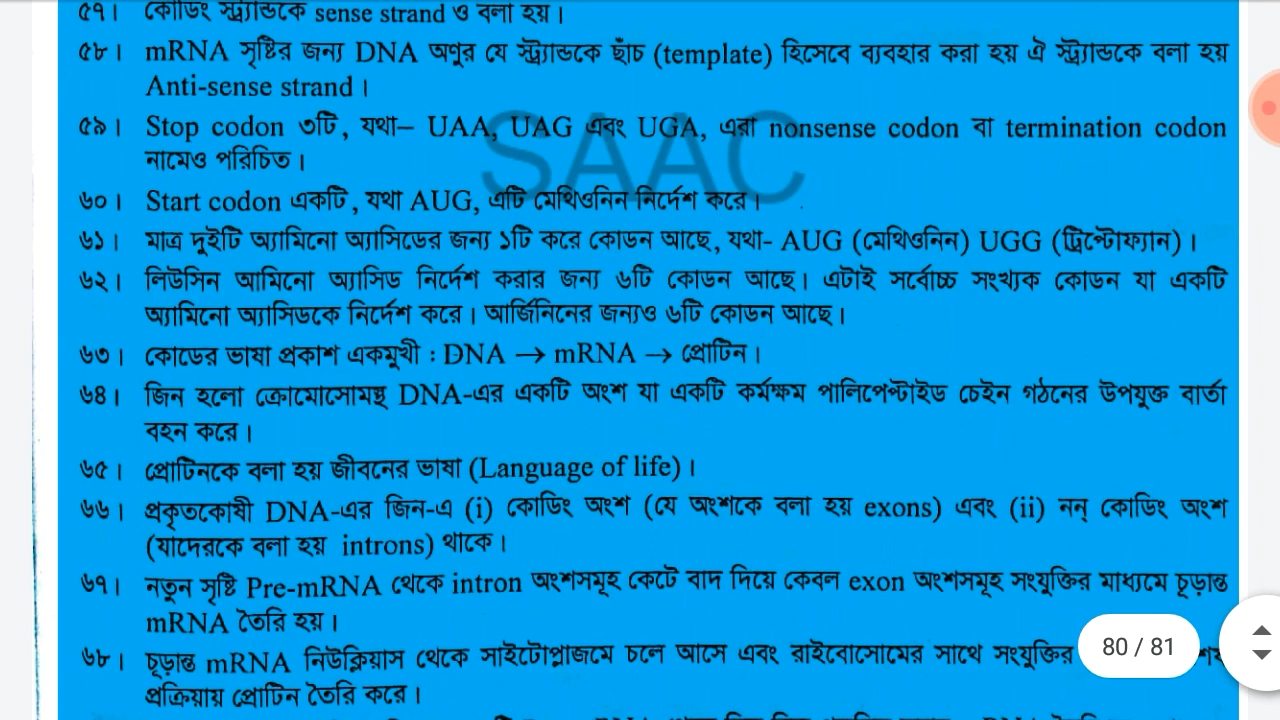 ৫৭। কোডিং স্ট্র্যান্ডকে sense strand ও বলা হয়।
৫৮। mRNA সৃষ্টির জন্য DNA অণুর যে স্ট্র্যান্ডকে ছাঁচ (template) হিসেবে ব্যবহার করা হয় ঐ স্ট্র্যান্ডকে বলা হয়
Anti-sense strand।
৫৯। Stop codon ৩টি, যথা– UAA, UAG এবং UGA, এরা nonsense codon বা termination codon
নামেও পরিচিত।
SAAC
৬০। Start codon একটি, যথা AUG, এটি মেথিওনিন নির্দেশ করে।
৬১। মাত্র দুইটি অ্যামিনো অ্যাসিডের জন্য ১টি করে কোডন আছে, যথা- AUG (মেথিওনিন) UGG (ট্রিপ্টোফ্যান)।
৬২। লিউসিন আমিনো অ্যাসিড নির্দেশ করার জন্য ৬টি কোডন আছে। এটাই সর্বোচ্চ সংখ্যক কোডন যা একটি
অ্যামিনো অ্যাসিডকে নির্দেশ করে। আর্জিনিনের জন্যও ৬টি কোডন আছে।
৬৩। কোডের ভাষা প্রকাশ একমুখী : DNA → mRNA → প্রোটিন।
৬৪। জিন হলো ক্রোমোসোমস্থ DNA-এর একটি অংশ যা একটি কর্মক্ষম পালিপেপ্টাইড চেইন গঠনের উপযুক্ত বার্তা
বহন করে।
৬৫। প্রোটিনকে বলা হয় জীবনের ভাষা (Language of life)।
৬৬। প্রকৃতকোষী DNA-এর জিন-এ (i) কোডিং অংশ (যে অংশকে বলা হয় exons) এবং (ii) নন্ কোডিং অংশ
(যাদেরকে বলা হয় introns) থাকে।
৬৭। নতুন সৃষ্টি Pre-mRNA থেকে intron অংশসমূহ কেটে বাদ দিয়ে কেবল exon অংশসমূহ সংযুক্তির মাধ্যমে চূড়ান্ত
mRNA তৈরি হয়।
৬৮। চূড়ান্ত mRNA নিউক্লিয়াস থেকে সাইটোপ্লাজমে চলে আসে এবং রাইবোসোমের সাথে সংযুক্তির
80 / 81
প্রক্রিয়ায় প্রোটিন তৈরি করে।